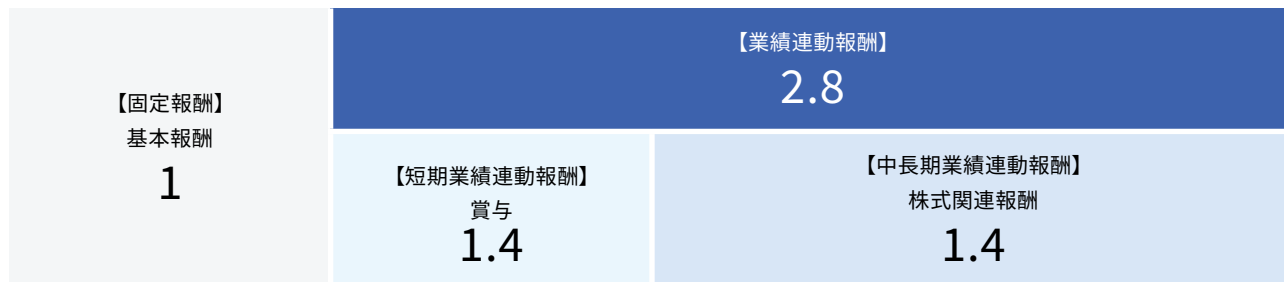 【固定報酬】
基本報酬
1
【業績連動報酬】
2.8
【短期業績連動報酬】
賞与
1.4
【中長期業績連動報酬】
株式関連報酬
1.4